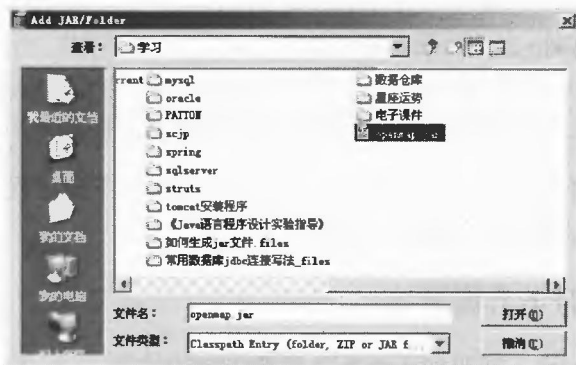 Add JAR/Folder
查看：
学习
rrent
mysql
oracle
PATTON
scjp
spring
sqlserver
struts
tomcat安装程序
《Java语言程序设计实验指导》
如何生成jar文件.files
常用数据库jdbc连接写法_files
数据仓库
星座运势
电子课件
openmap.jar
我最近的文档
桌面
我的文档
我的电脑
文件名：
openmap.jar
打开(O)
文件类型：
Classpath Entry (folder, ZIP or JAR f...
撤消(C)